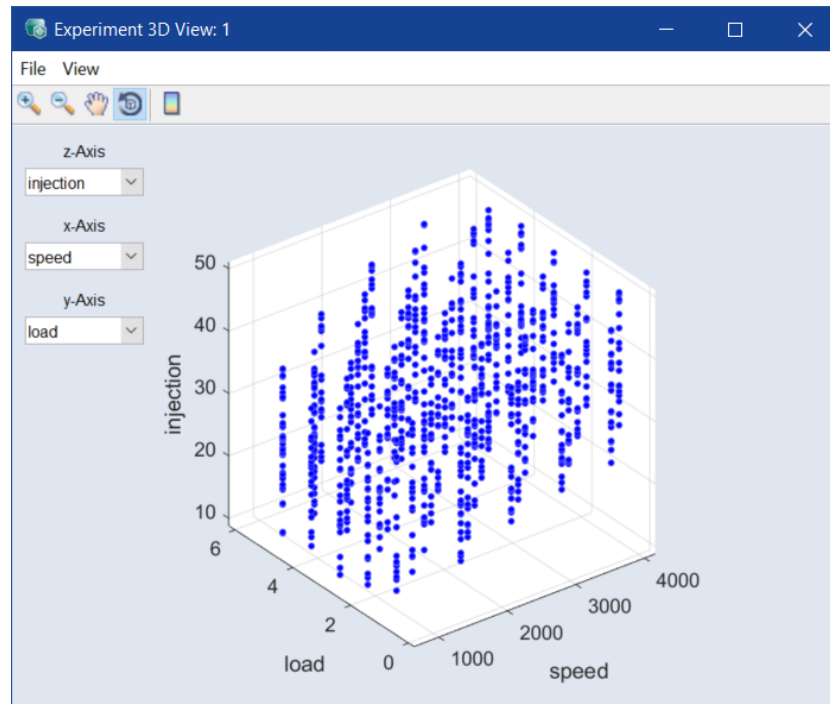 Experiment 3D View: 1
File View
z-Axis
injection
x-Axis
speed
y-Axis
load
50
40
30
20
10
injection
6
4
2
0
load
1000
2000
3000
4000
speed